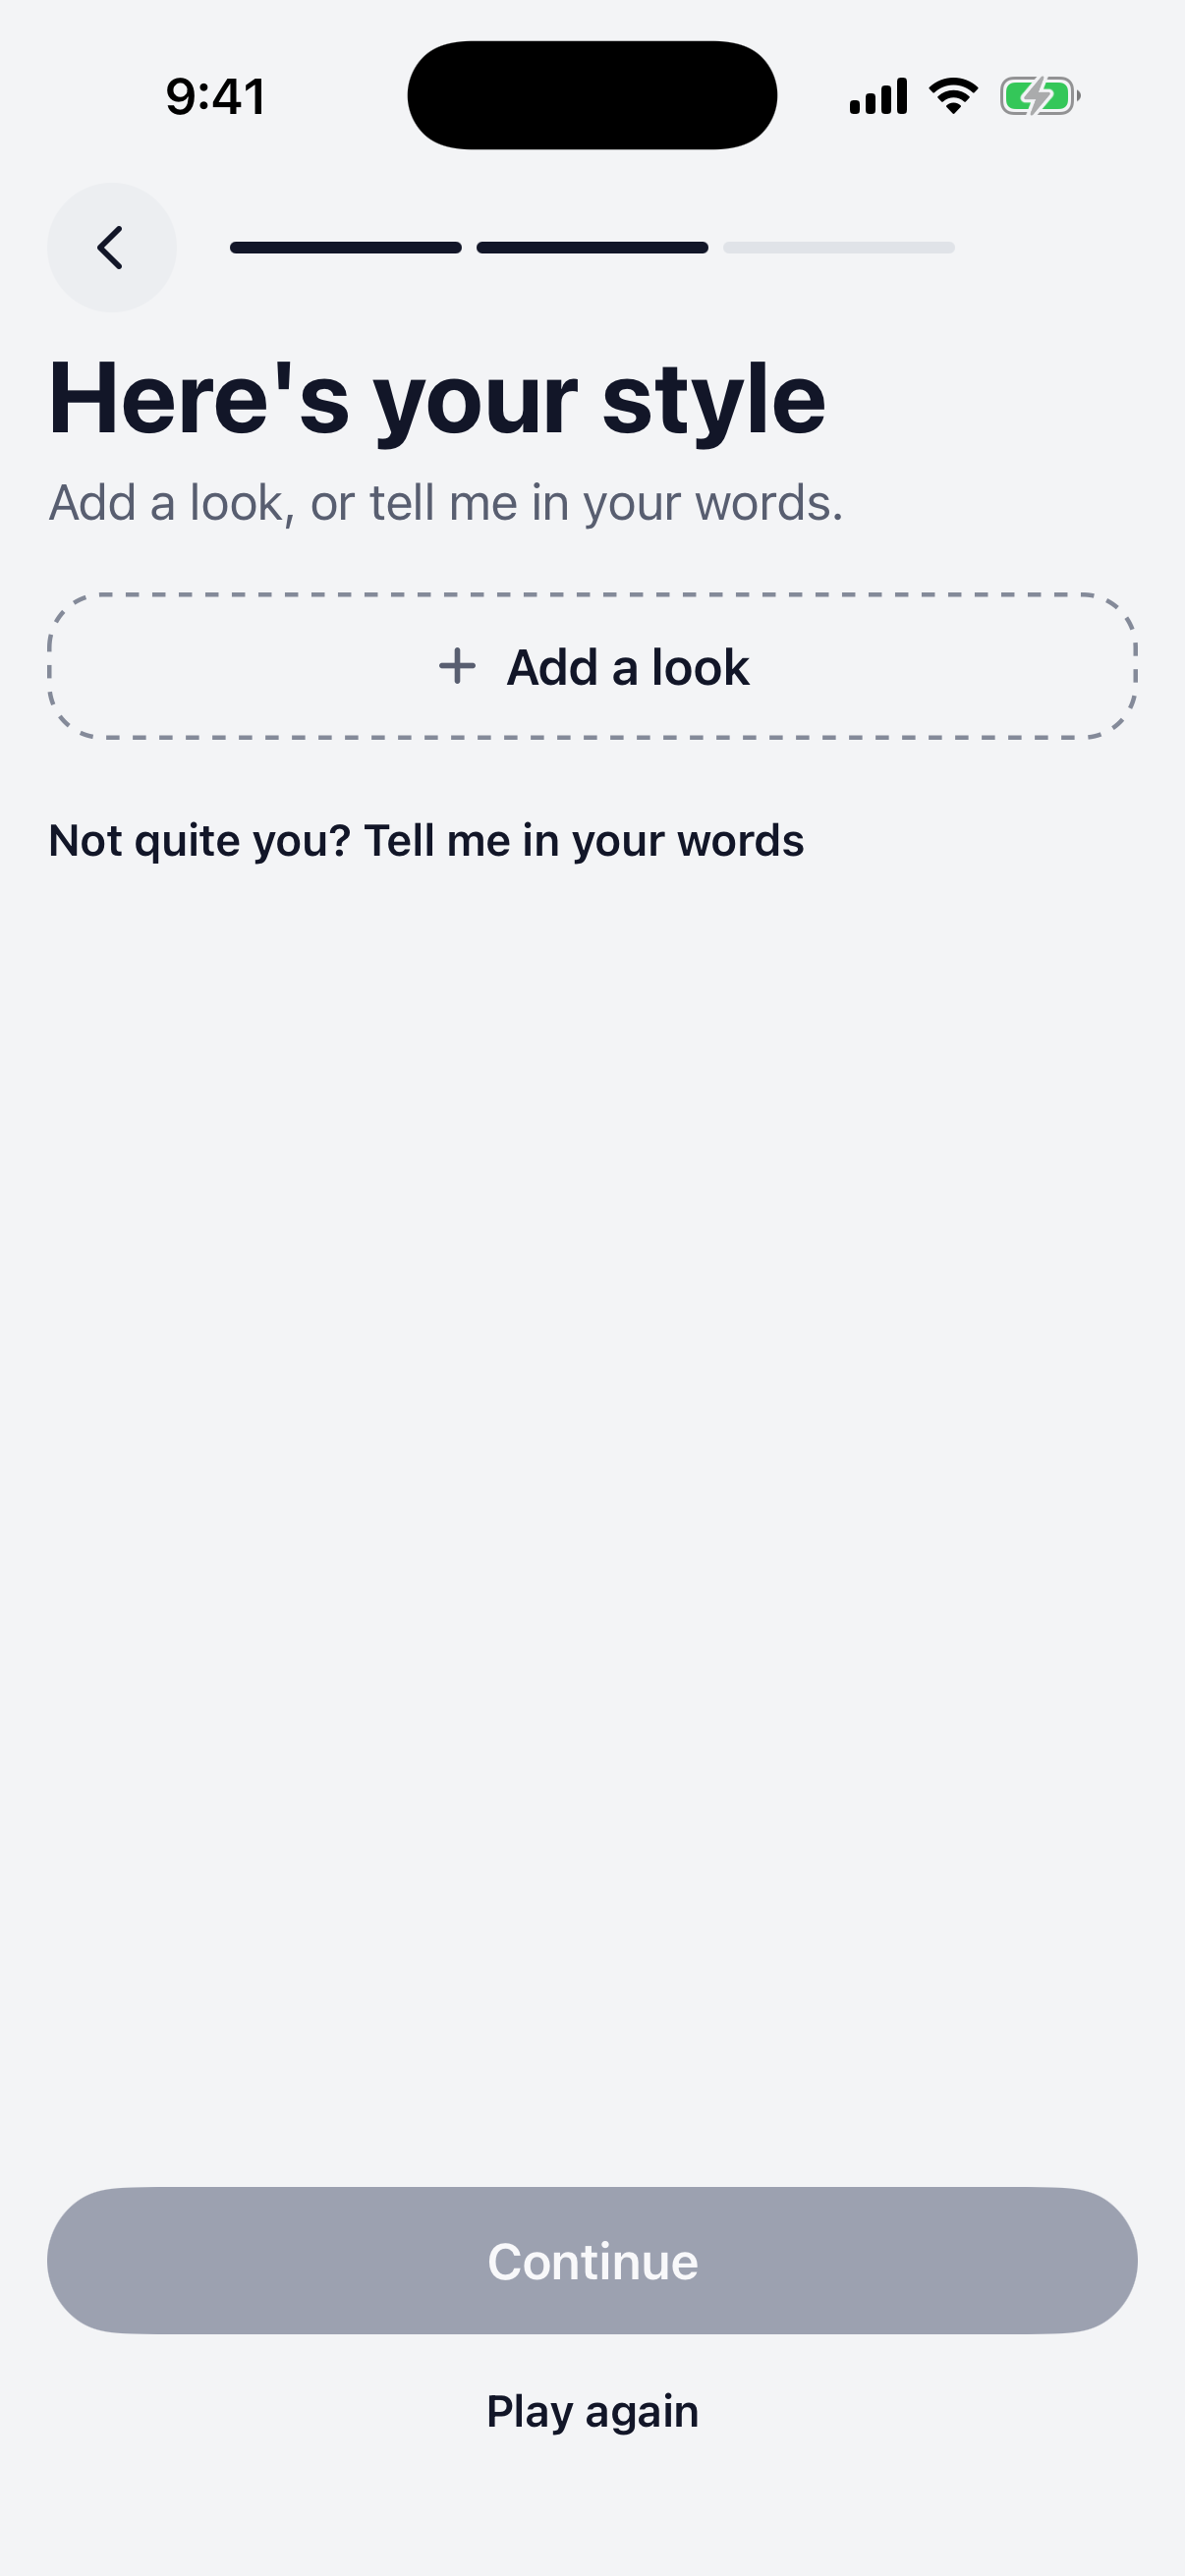 9:41
Here's your style
Add a look, or tell me in your words.
Add a look
Not quite you? Tell me in your words
Continue
Play again